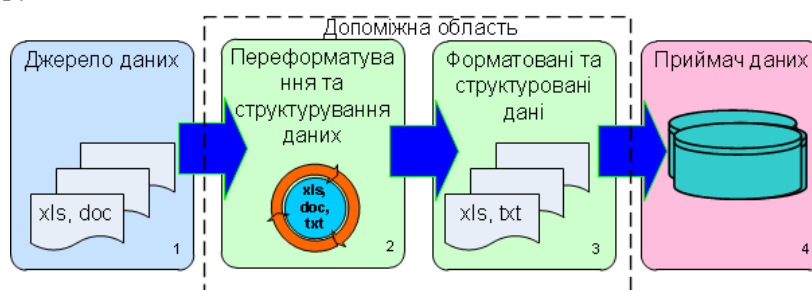 Допоміжна область
Джерело даних
xls, doc
1
Переформатува
ння та
структурування
даних
xls,
doc,
txt
2
Форматовані та
структуровані
дані
xls, txt
3
Приймач даних
4